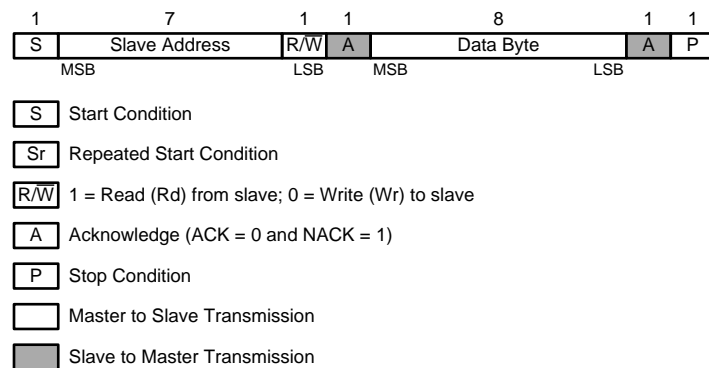 1 7 1 1 8 1 1
S Slave Address R/W̅ A Data Byte A P
MSB LSB MSB LSB
S Start Condition
Sr Repeated Start Condition
R/W̅ 1 = Read (Rd) from slave; 0 = Write (Wr) to slave
A Acknowledge (ACK = 0 and NACK = 1)
P Stop Condition
Master to Slave Transmission
Slave to Master Transmission